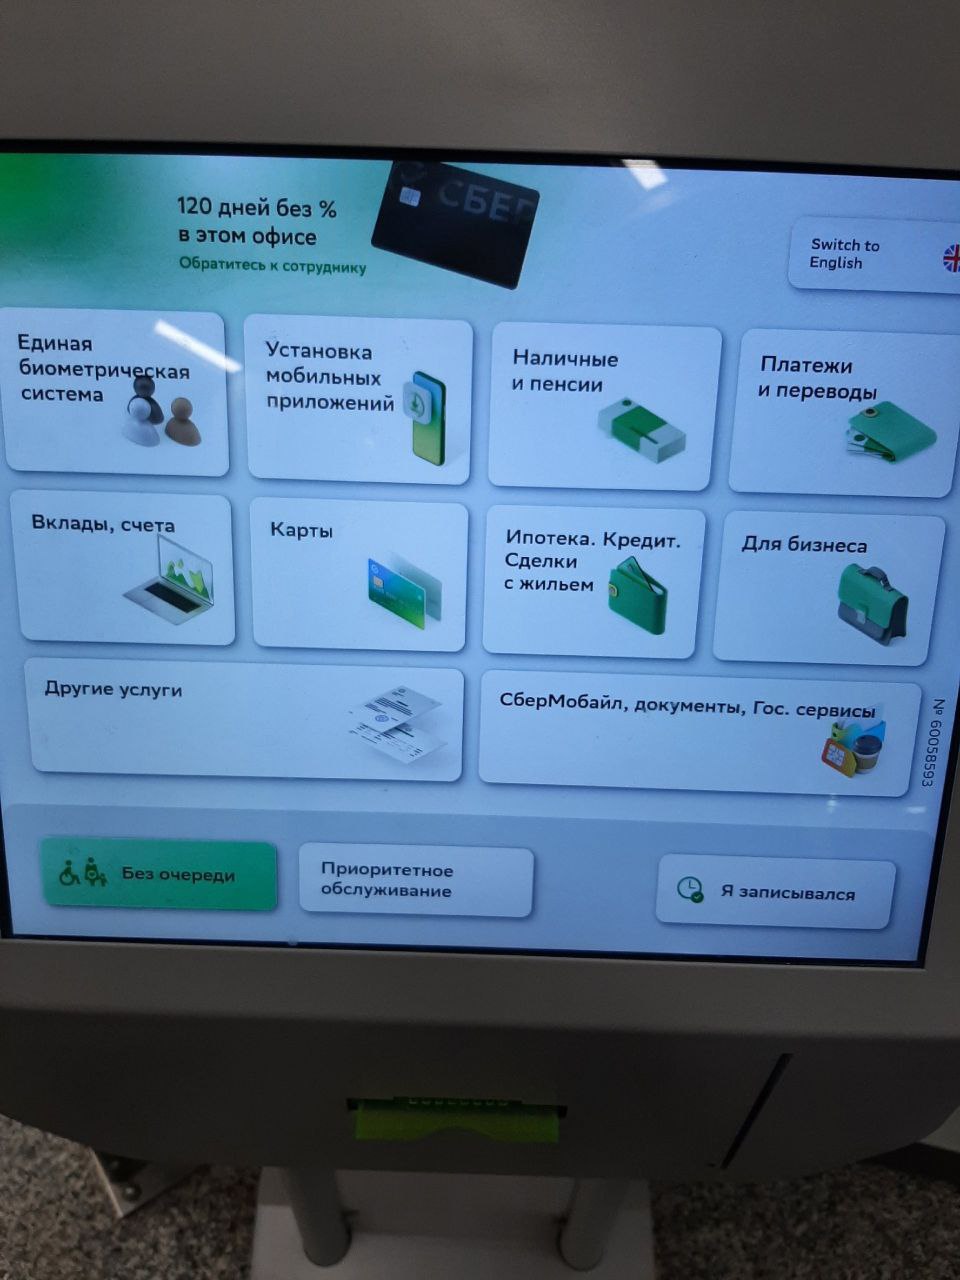 120 дней без %
в этом офисе
Обратитесь к сотруднику
СБЕР
Switch to
English
Единая
биометрическая
система
Установка
мобильных
приложений
Наличные
и пенсии
Платежи
и переводы
Вклады, счета
Карты
Ипотека. Кредит.
Сделки
с жильем
Для бизнеса
Другие услуги
СберМобайл, документы, Гос. сервисы
№ 60058593
Без очереди
Приоритетное
обслуживание
Я записывался